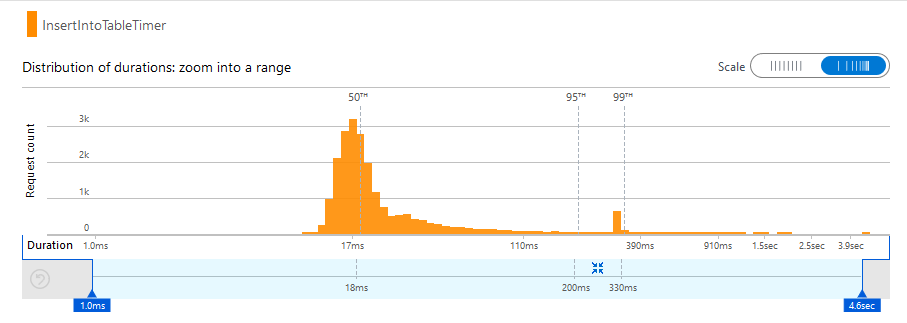 InsertIntoTableTimer
Distribution of durations: zoom into a range
Scale
50TH 95TH 99TH
Request count
3k
2k
1k
0
Duration 1.0ms 17ms 110ms 390ms 910ms 1.5sec 2.5sec 3.9sec
18ms 200ms 330ms
1.0ms 4.6sec